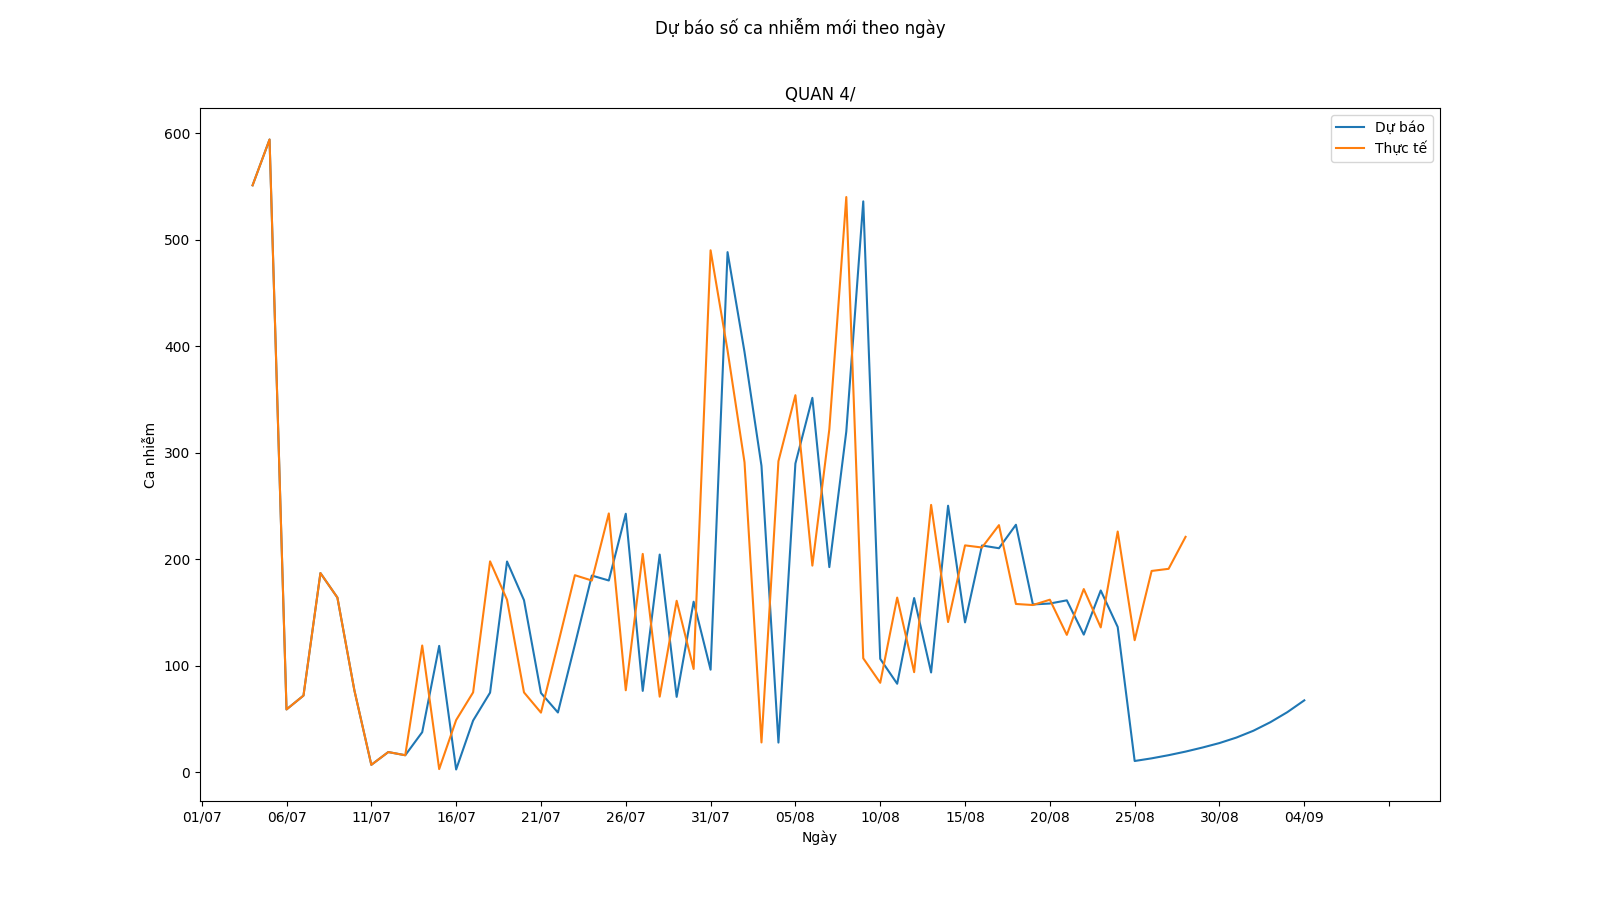 Dự báo số ca nhiễm mới theo ngày
QUAN 4/
Dự báo
Thực tế
600
500
400
300
200
100
0
Ca nhiễm
01/07 06/07 11/07 16/07 21/07 26/07 31/07 05/08 10/08 15/08 20/08 25/08 30/08 04/09
Ngày